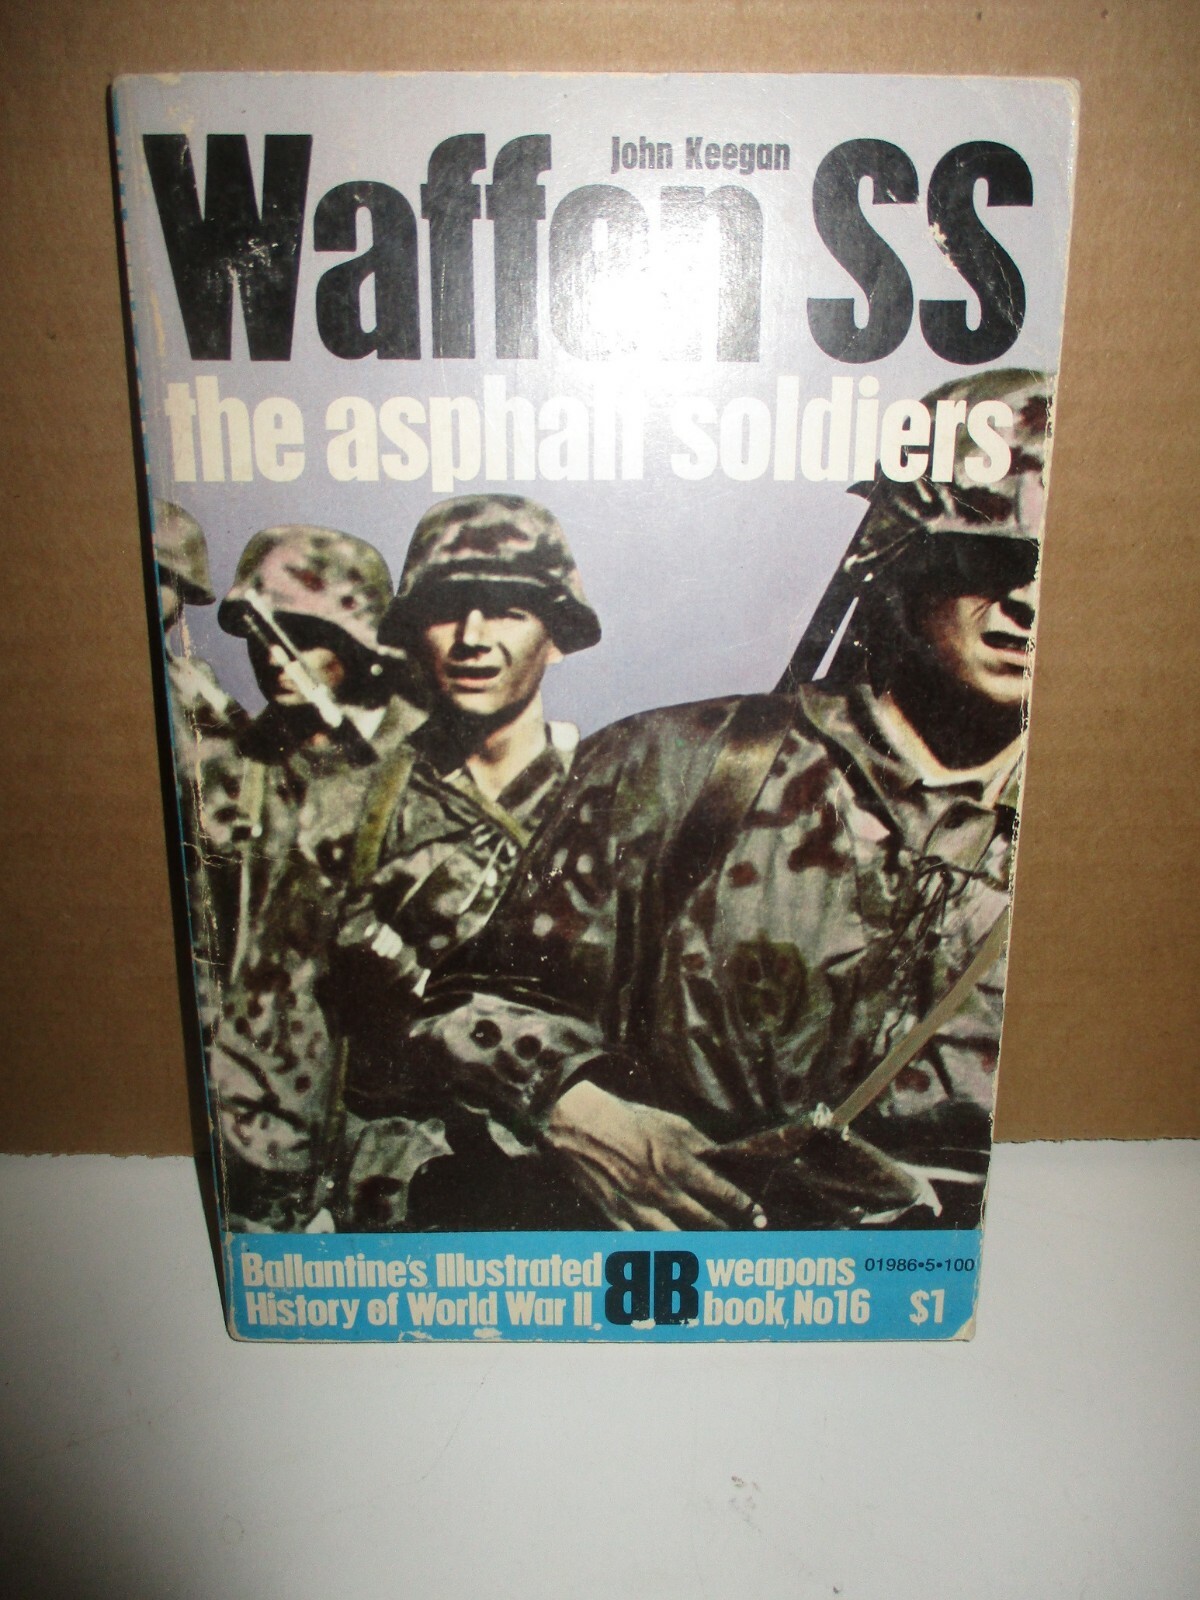 John Keegan
Waffen SS
the asphalt soldiers
Ballantine's Illustrated
History of World War II
BB
weapons
book, No16
01986•5•100
$1